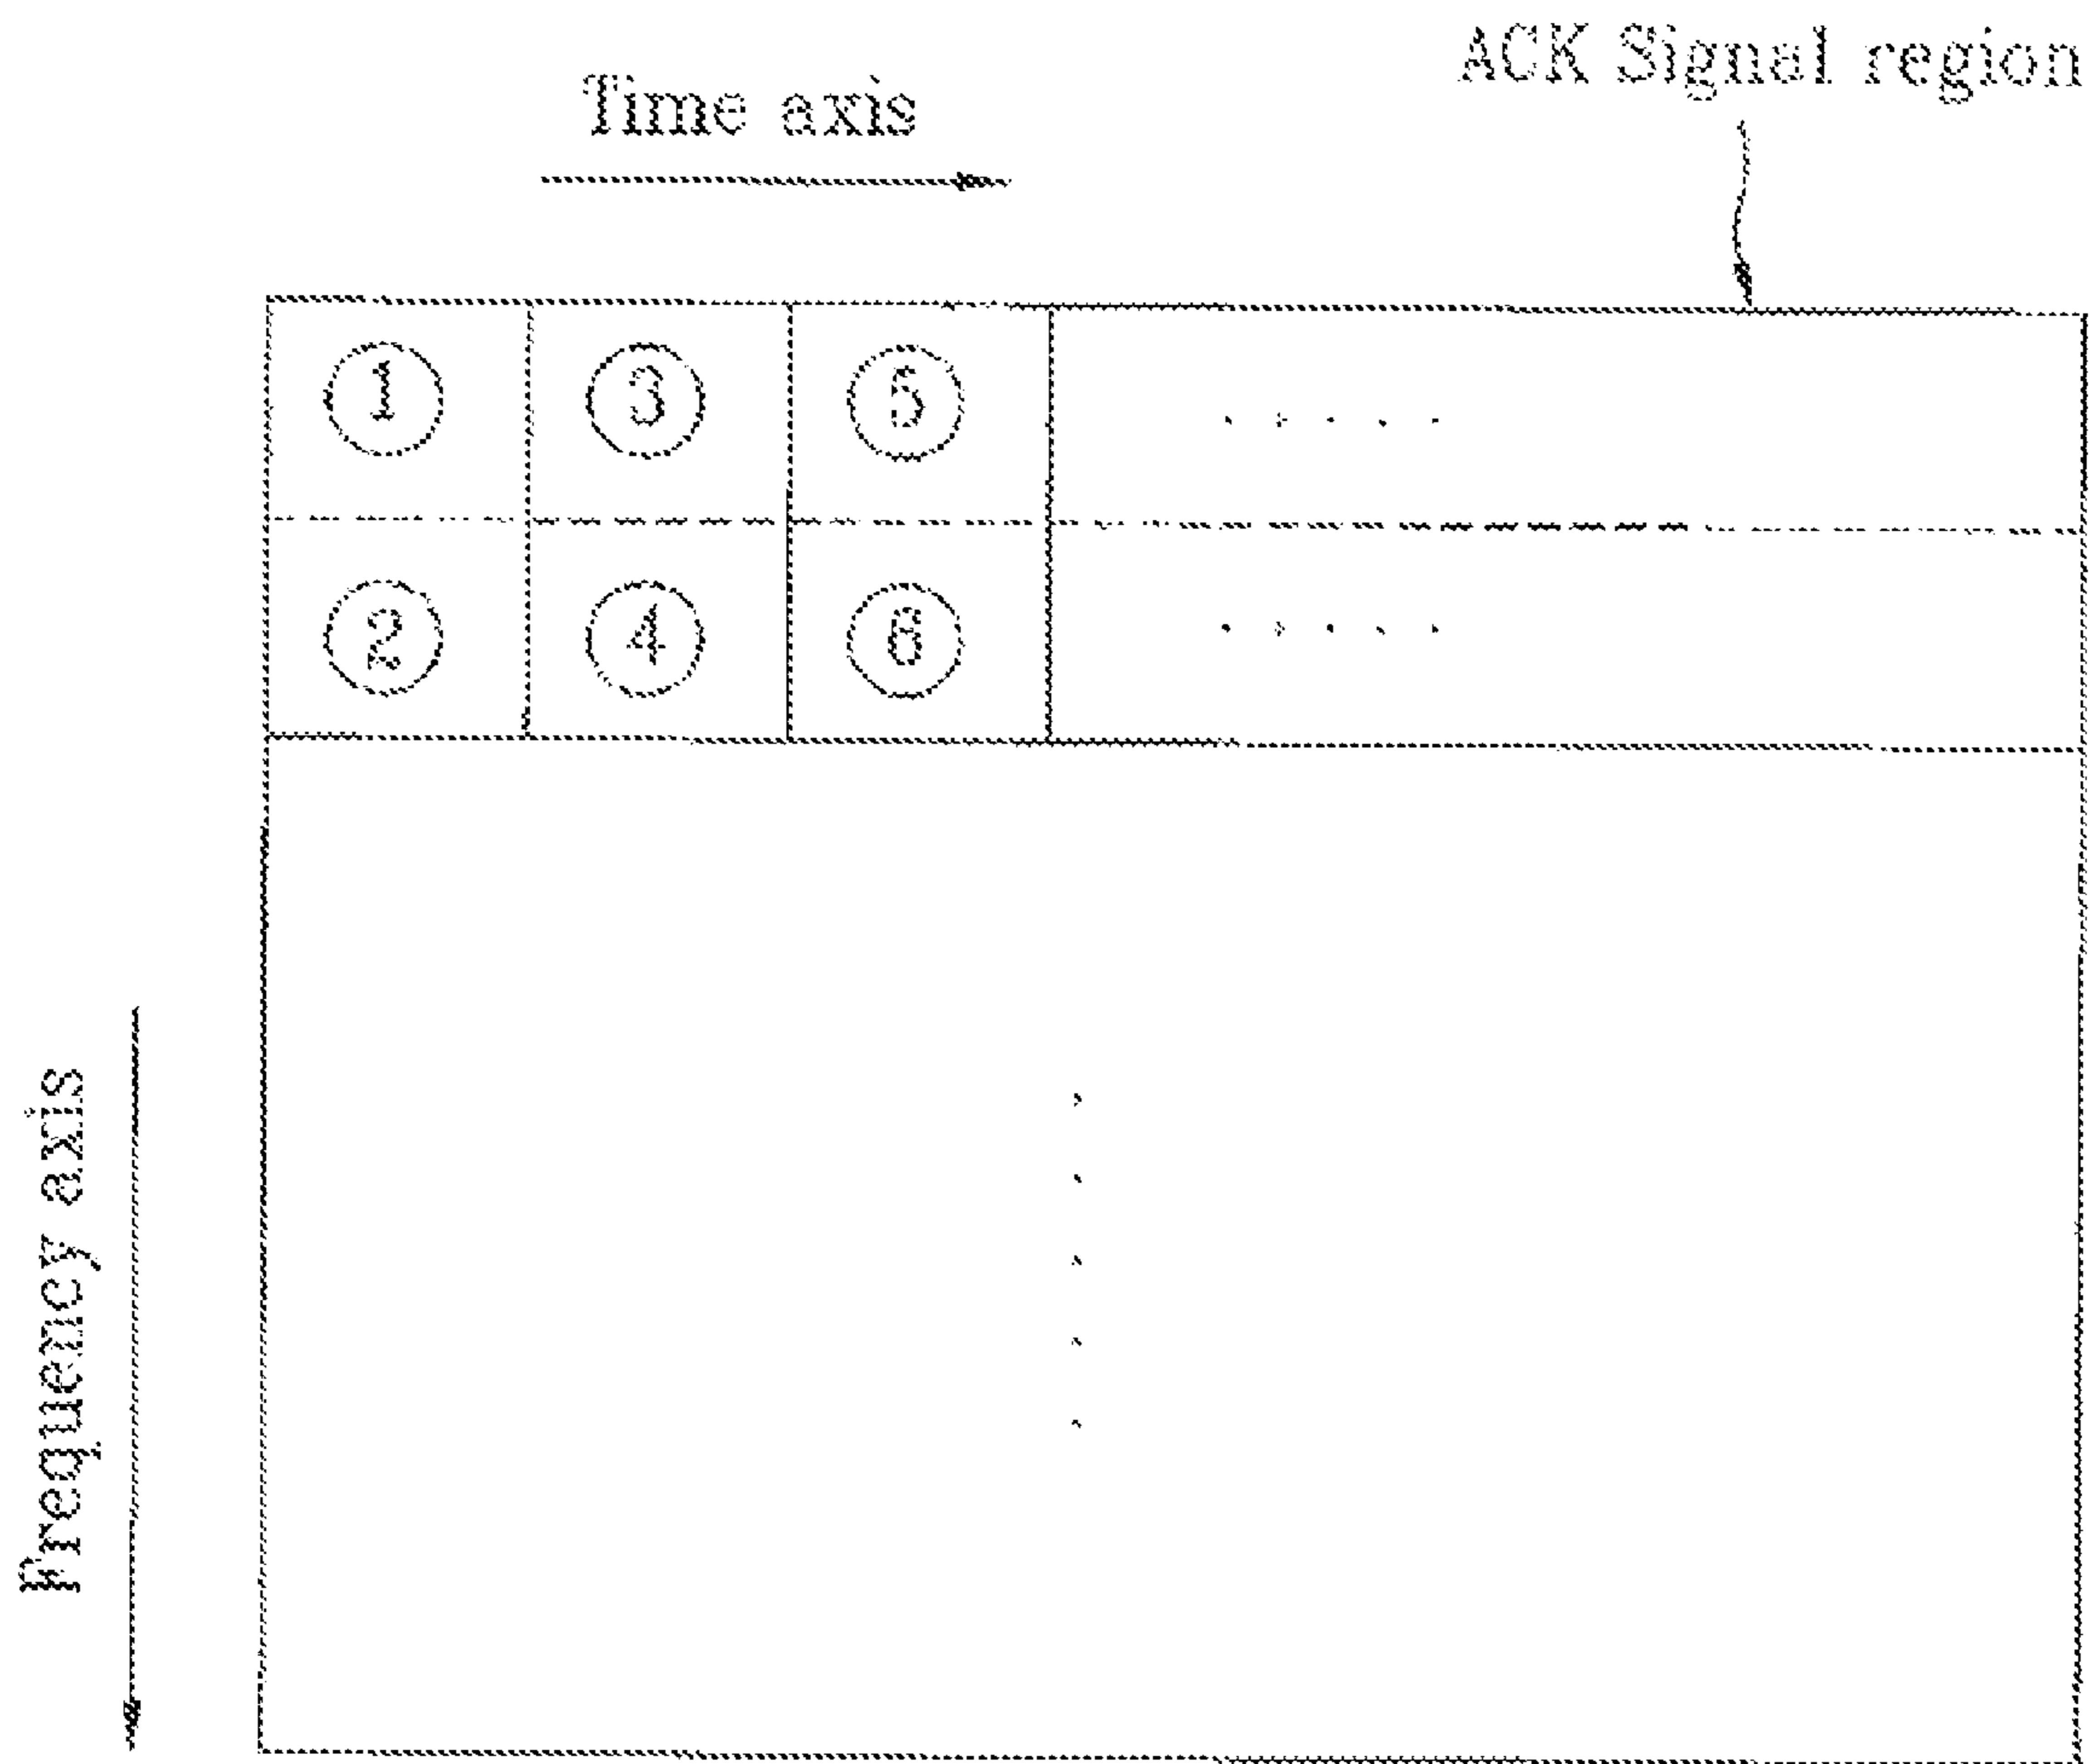 ACK Signal region
Time axis
① ③ ⑤ .....
② ④ ⑥ .....
Frequency axis